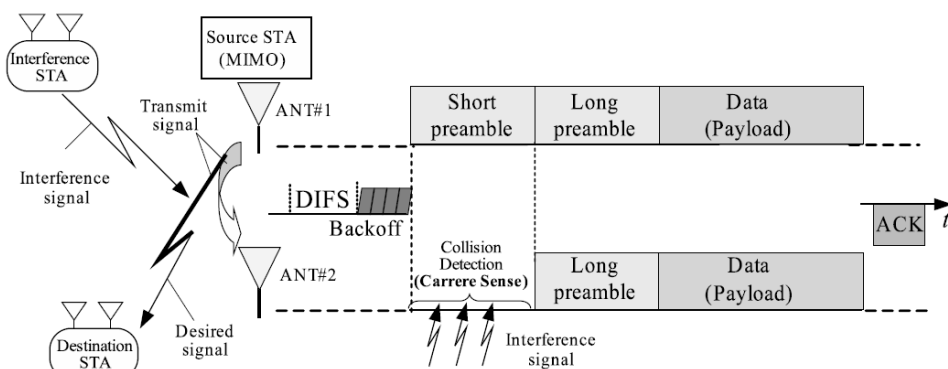 Interference
STA
Source STA
(MIMO)
Transmit
signal
ANT#1
Interference
signal
Short
preamble
Long
preamble
Data
(Payload)
DIFS
Backoff
ACK
t
Collision
Detection
(Carrere Sense)
ANT#2
Long
preamble
Data
(Payload)
Desired
signal
Interference
signal
Destination
STA